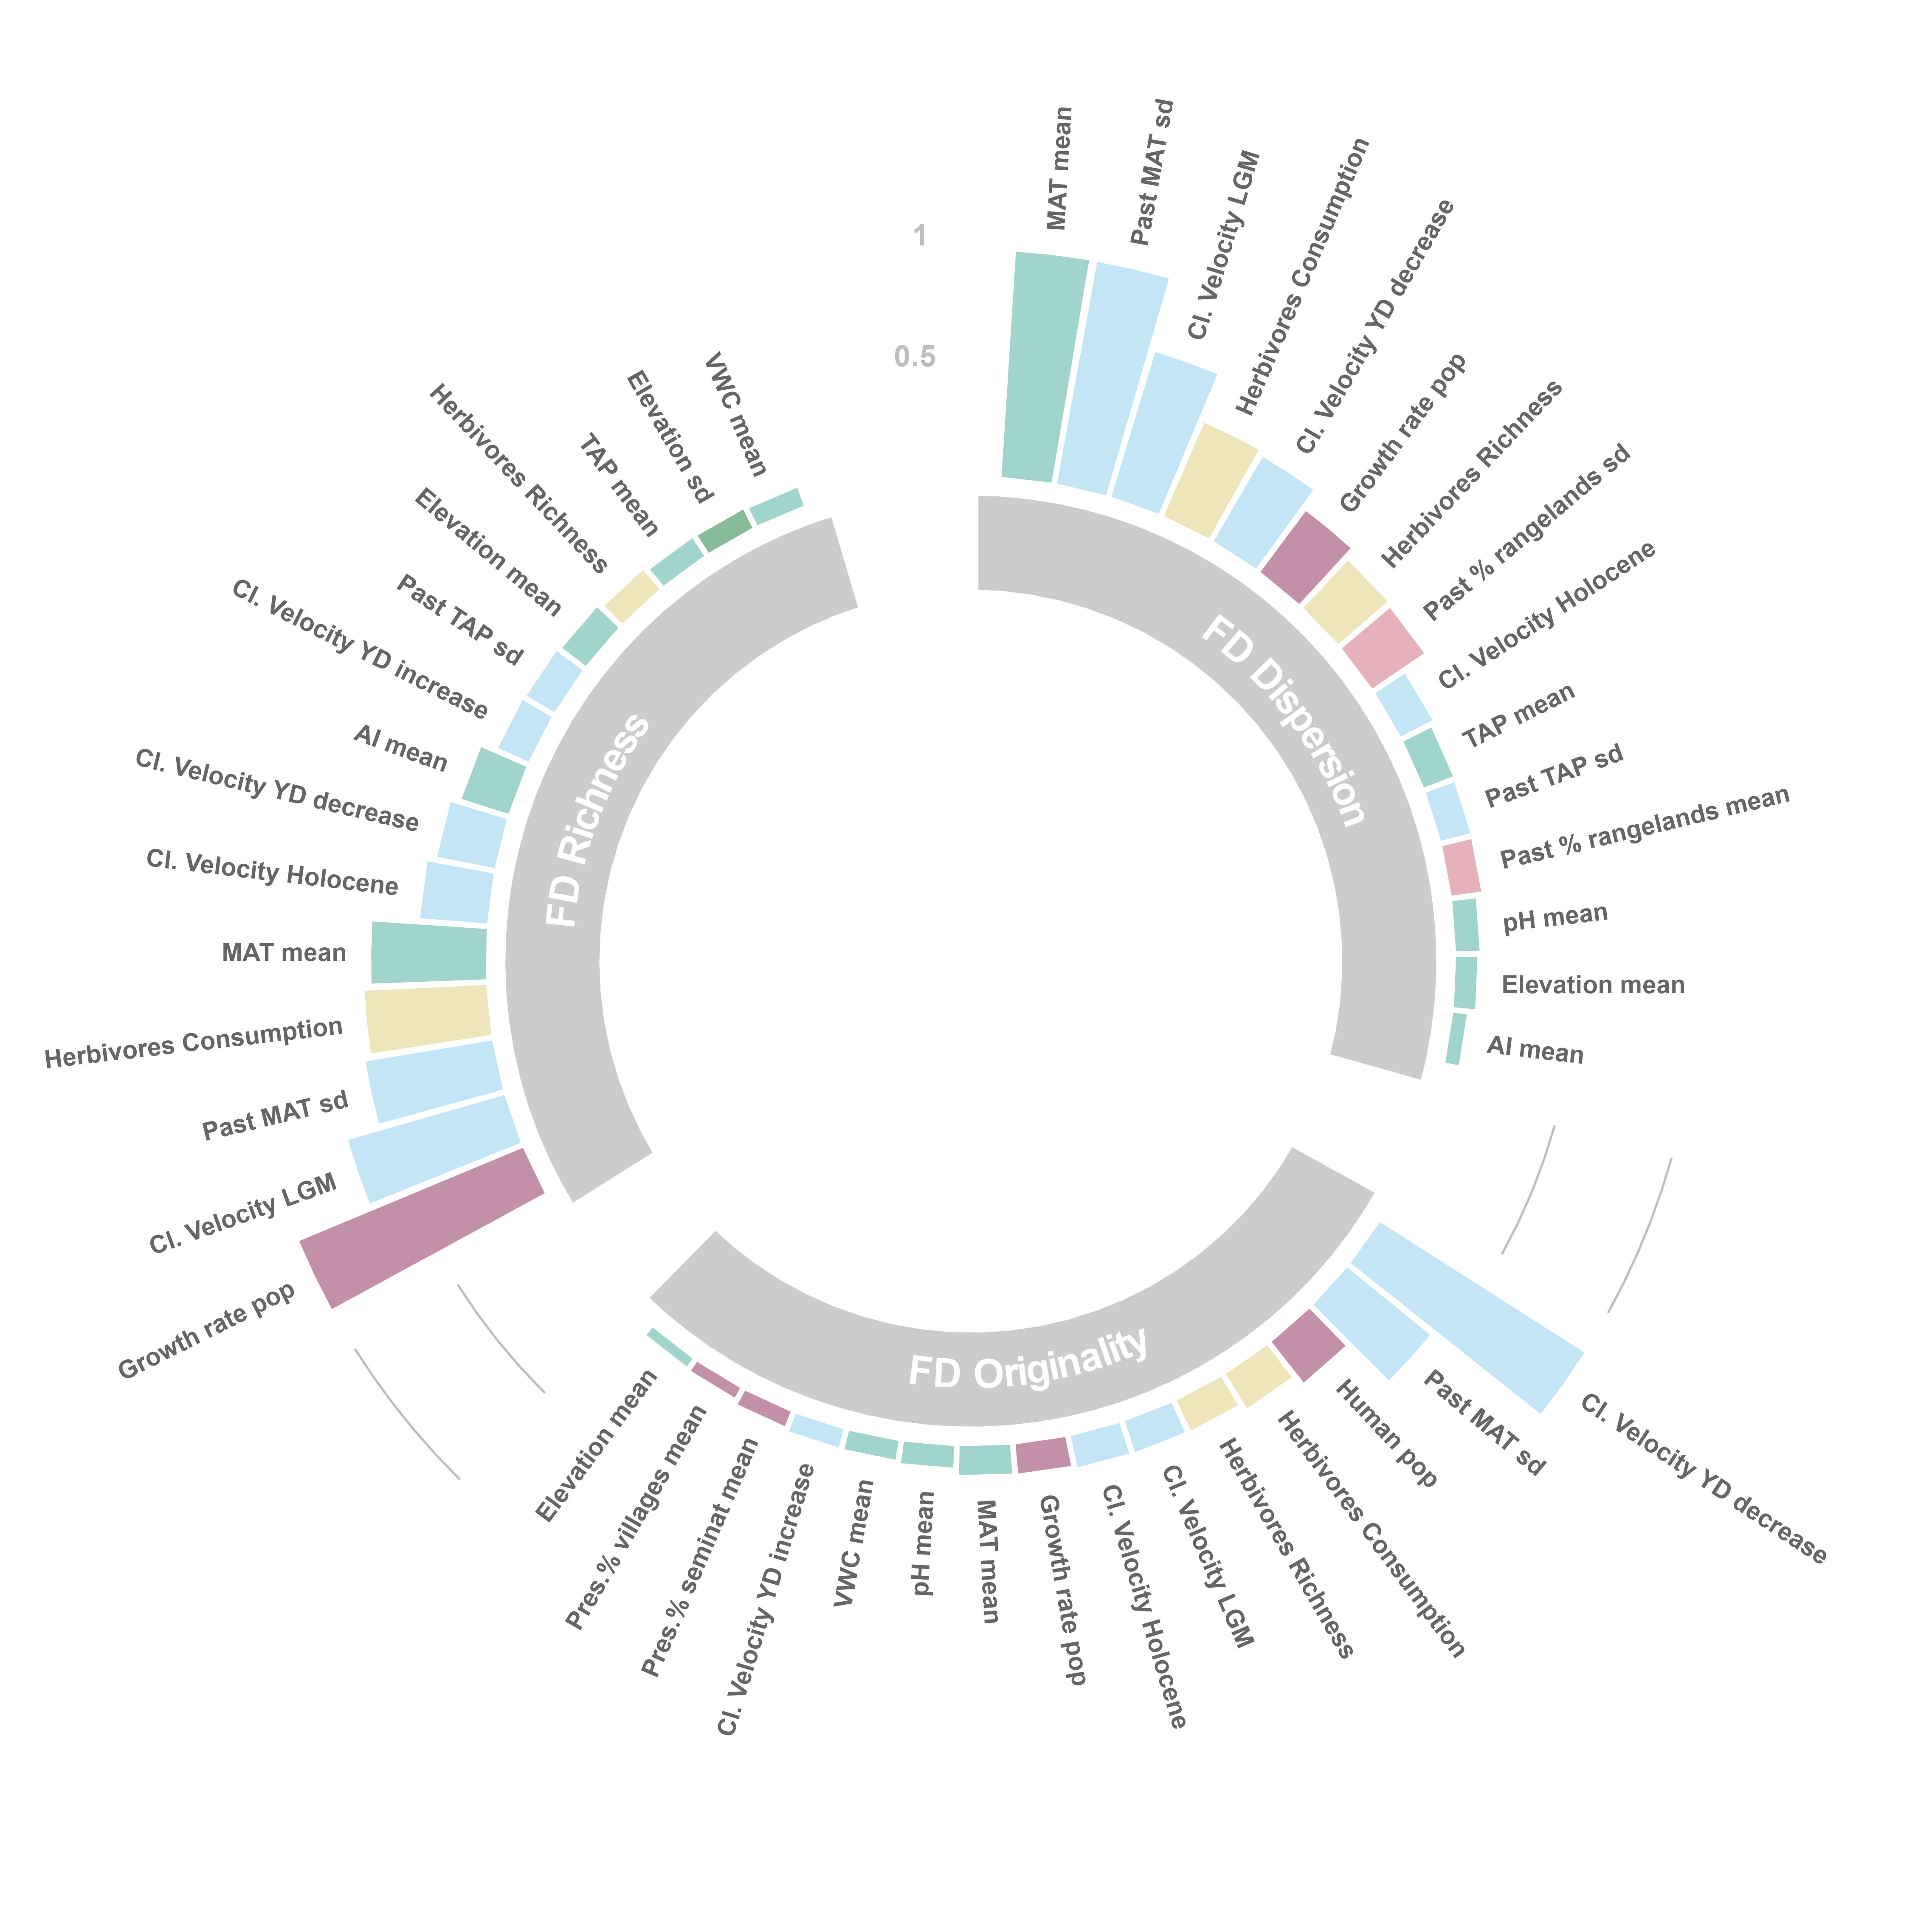 1
0.5
MAT mean
Past MAT sd
Cl. Velocity LGM
Herbivores Consumption
Cl. Velocity YD decrease
Growth rate pop
Herbivores Richness
Past % rangelands sd
Cl. Velocity Holocene
TAP mean
Past TAP sd
Past % rangelands mean
pH mean
Elevation mean
AI mean
FD Dispersion
Cl. Velocity YD decrease
Past MAT sd
Human pop
Herbivores Consumption
Herbivores Richness
Cl. Velocity LGM
Cl. Velocity Holocene
Growth rate pop
MAT mean
pH mean
VWC mean
Cl. Velocity YD increase
Pres.% seminat mean
Pres.% villages mean
Elevation mean
FD Originality
Growth rate pop
Cl. Velocity LGM
Past MAT sd
Herbivores Consumption
MAT mean
Cl. Velocity Holocene
Cl. Velocity YD decrease
AI mean
Cl. Velocity YD increase
Past TAP sd
Elevation mean
Herbivores Richness
TAP mean
Elevation sd
VWC mean
FD Richness